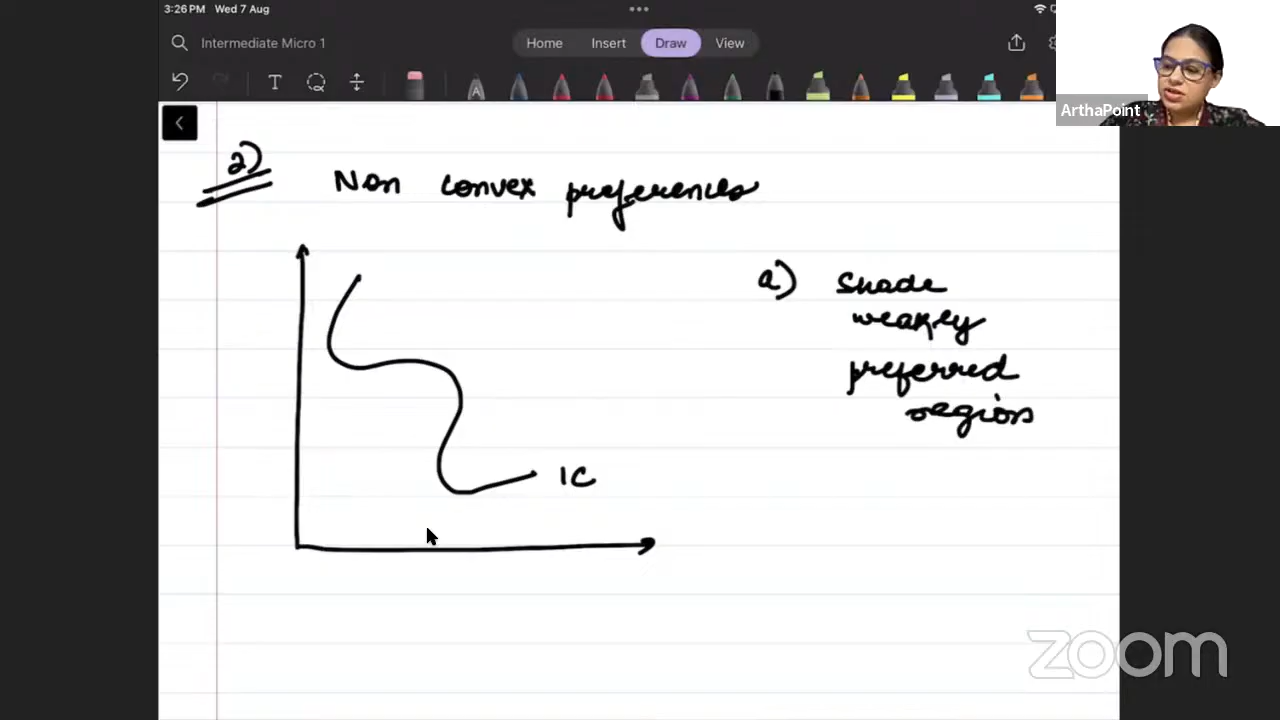 3:26 PM Wed 7 Aug
Intermediate Micro 1
Home Insert Draw View
ArthaPoint
2) Non convex preferences
a) Shade
weakly
preferred
region
IC
zoom